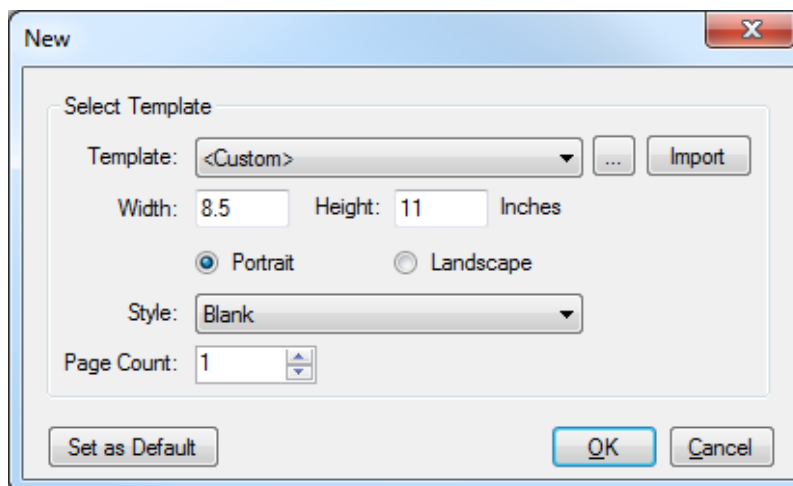 New
Select Template
Template: <Custom> ... Import
Width: 8.5 Height: 11 Inches
Portrait Landscape
Style: Blank
Page Count: 1
Set as Default OK Cancel